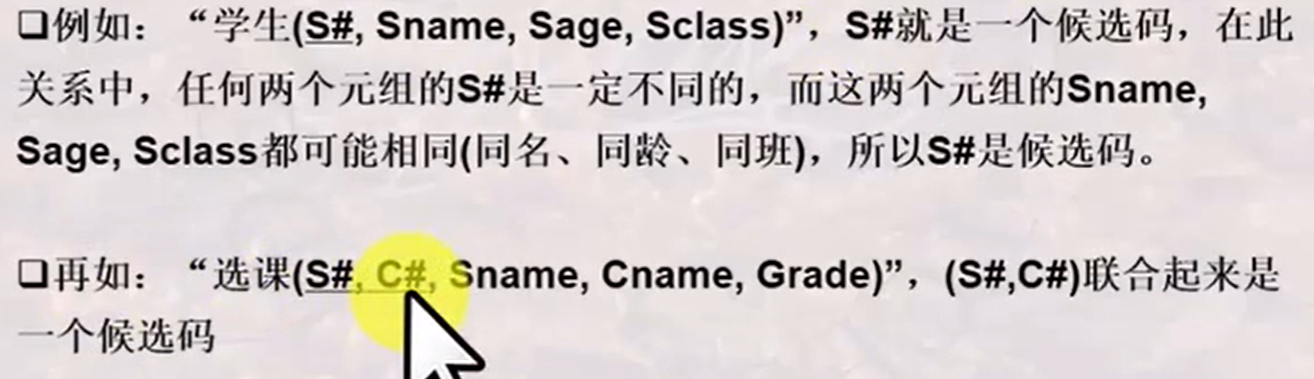 ❑例如：“学生(S#, Sname, Sage, Sclass)”，S#就是一个候选码，在此
关系中，任何两个元组的S#是一定不同的，而这两个元组的Sname,
Sage, Sclass都可能相同(同名、同龄、同班)，所以S#是候选码。
❑再如：“选课(S#, C#, Sname, Cname, Grade)”，(S#,C#)联合起来是
一个候选码